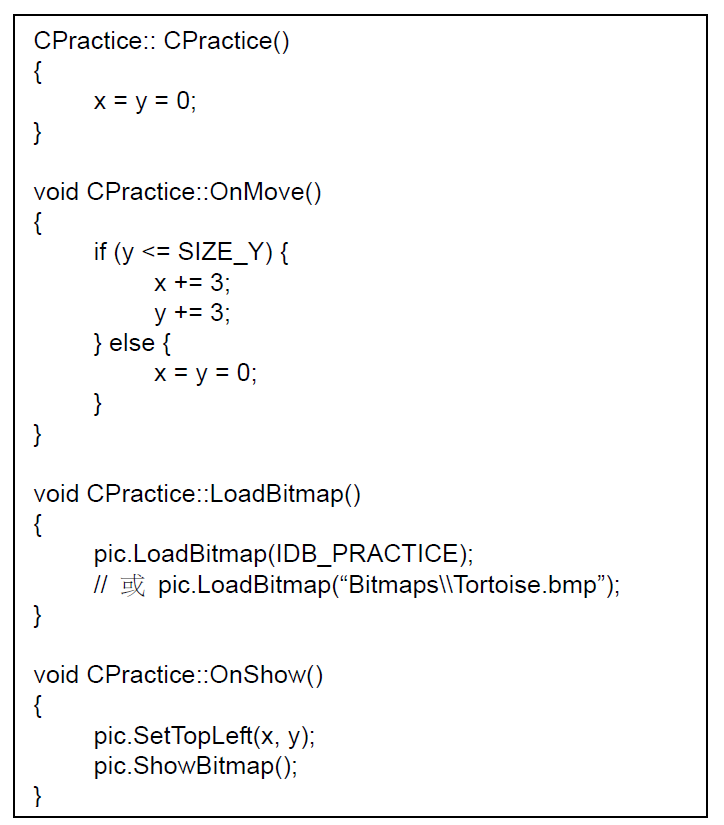 CPractice:: CPractice()
{
x = y = 0;
}
void CPractice::OnMove()
{
if (y <= SIZE_Y) {
x += 3;
y += 3;
} else {
x = y = 0;
}
}
void CPractice::LoadBitmap()
{
pic.LoadBitmap(IDB_PRACTICE);
// 或 pic.LoadBitmap(“Bitmaps\\Tortoise.bmp”);
}
void CPractice::OnShow()
{
pic.SetTopLeft(x, y);
pic.ShowBitmap();
}